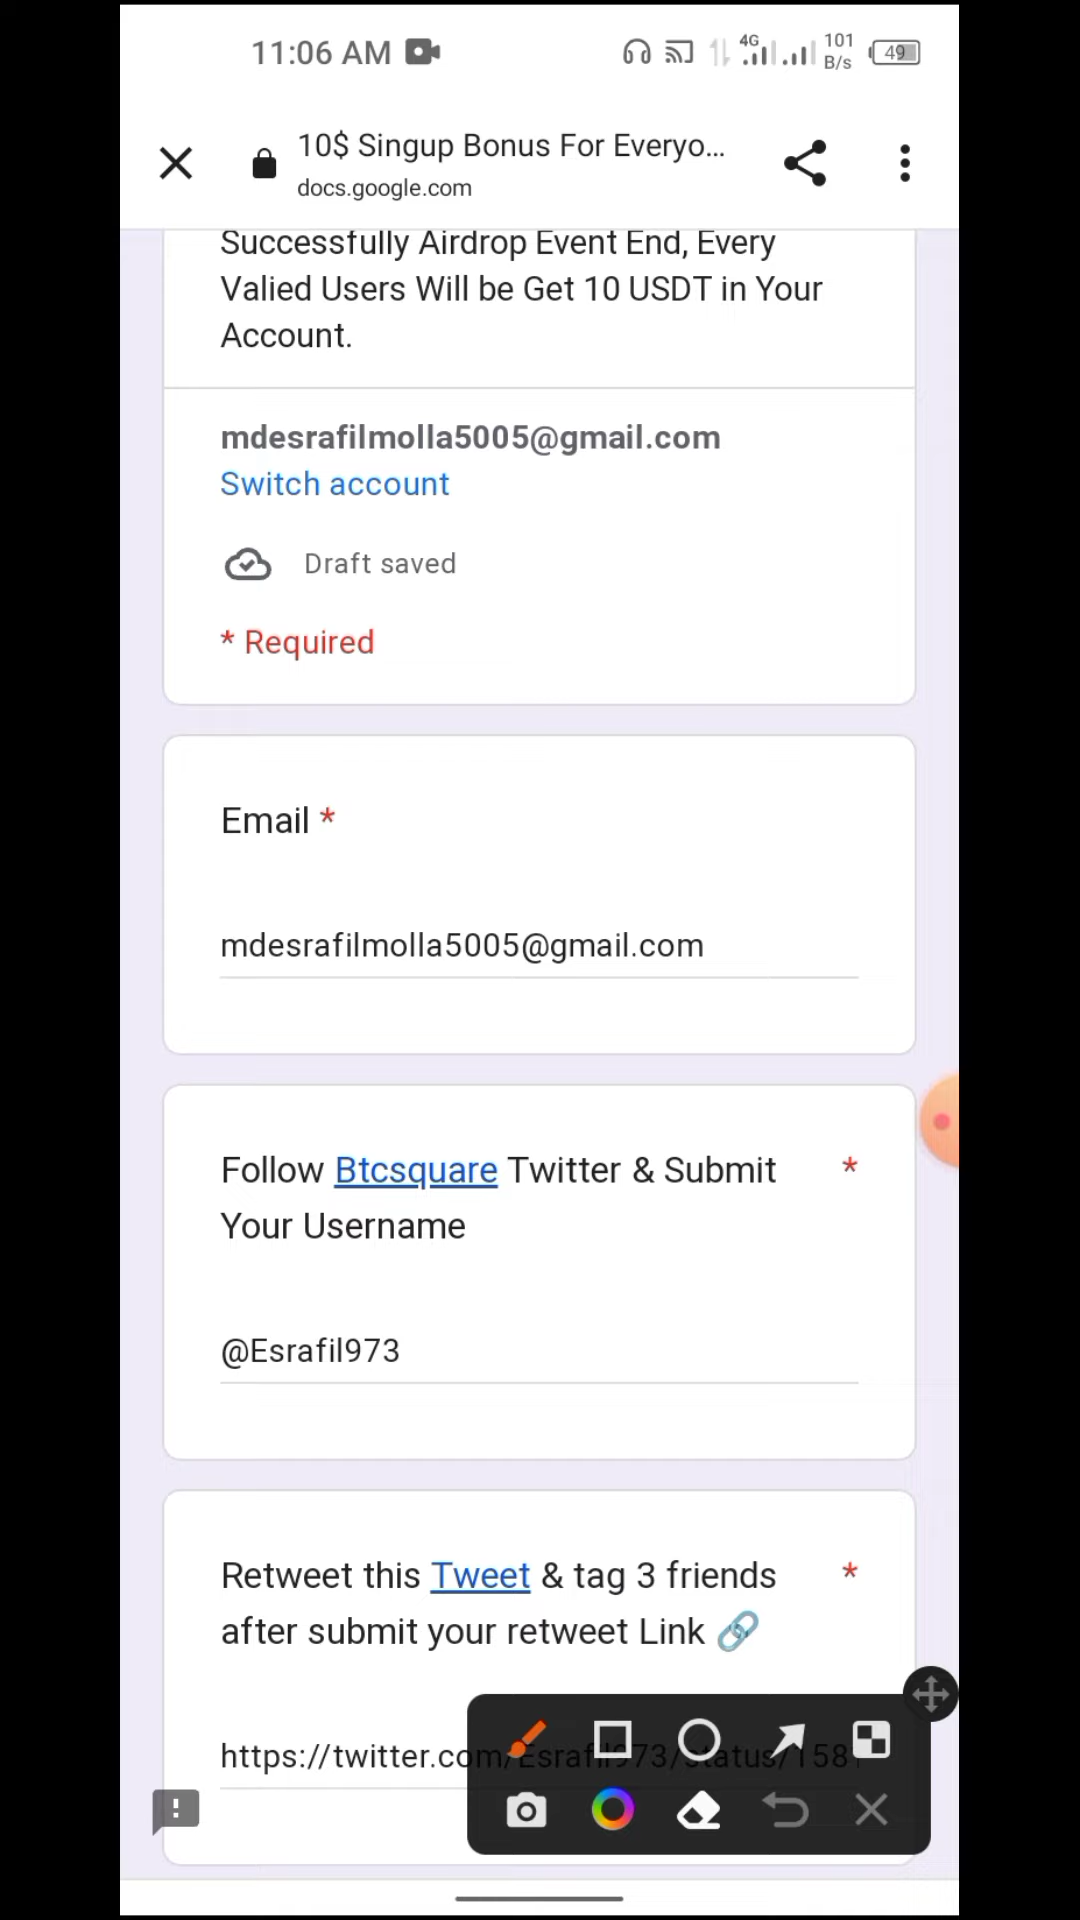 11:06 AM
4G
101
B/s
49
10$ Singup Bonus For Everyo...
docs.google.com
Successfully Airdrop Event End, Every
Valied Users Will be Get 10 USDT in Your
Account.
mdesrafilmolla5005@gmail.com
Switch account
Draft saved
* Required
Email *
mdesrafilmolla5005@gmail.com
Follow Btcsquare Twitter & Submit *
Your Username
@Esrafil973
Retweet this Tweet & tag 3 friends *
after submit your retweet Link 🔗
https://twitter.com/Esrafil973/status/158